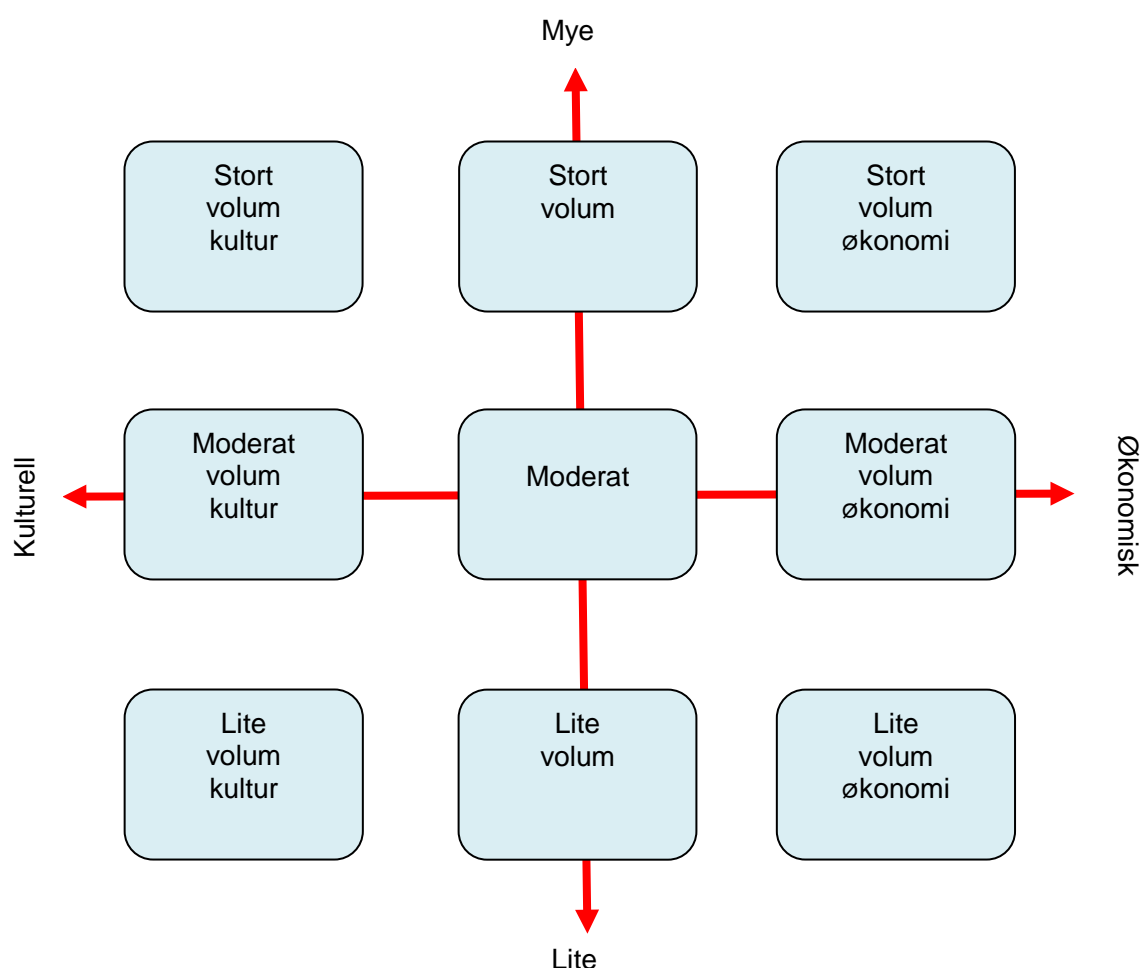 Mye
Stort
volum
kultur
Stort
volum
Stort
volum
økonomi
Kulturell
Moderat
volum
kultur
Moderat
Moderat
volum
økonomi
Økonomisk
Lite
volum
kultur
Lite
volum
Lite
volum
økonomi
Lite